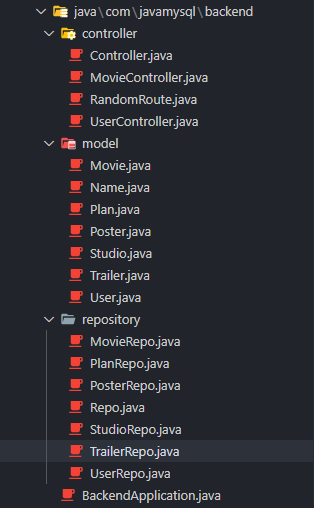 java\com\javamysql\backend
controller
Controller.java
MovieController.java
RandomRoute.java
UserController.java
model
Movie.java
Name.java
Plan.java
Poster.java
Studio.java
Trailer.java
User.java
repository
MovieRepo.java
PlanRepo.java
PosterRepo.java
Repo.java
StudioRepo.java
TrailerRepo.java
UserRepo.java
BackendApplication.java